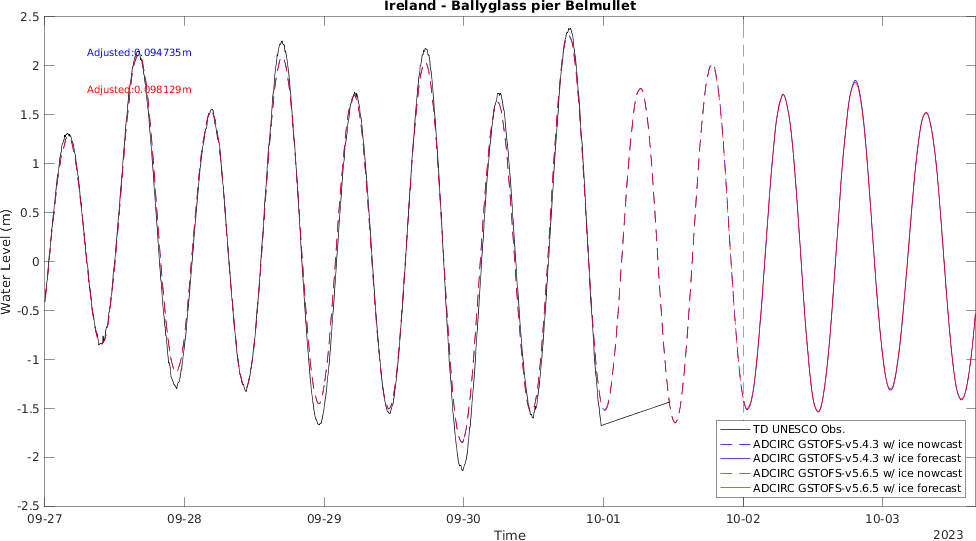 Ireland - Ballyglass pier Belmullet
2.5
2
1.5
1
0.5
0
-0.5
-1
-1.5
-2
-2.5
Water Level (m)
Adjusted:0.094735m
Adjusted:0.098129m
TD UNESCO Obs.
ADCIRC GSTOFS-v5.4.3 w/ ice nowcast
ADCIRC GSTOFS-v5.4.3 w/ ice forecast
ADCIRC GSTOFS-v5.6.5 w/ ice nowcast
ADCIRC GSTOFS-v5.6.5 w/ ice forecast
09-27 09-28 09-29 09-30 10-01 10-02 10-03
Time
2023